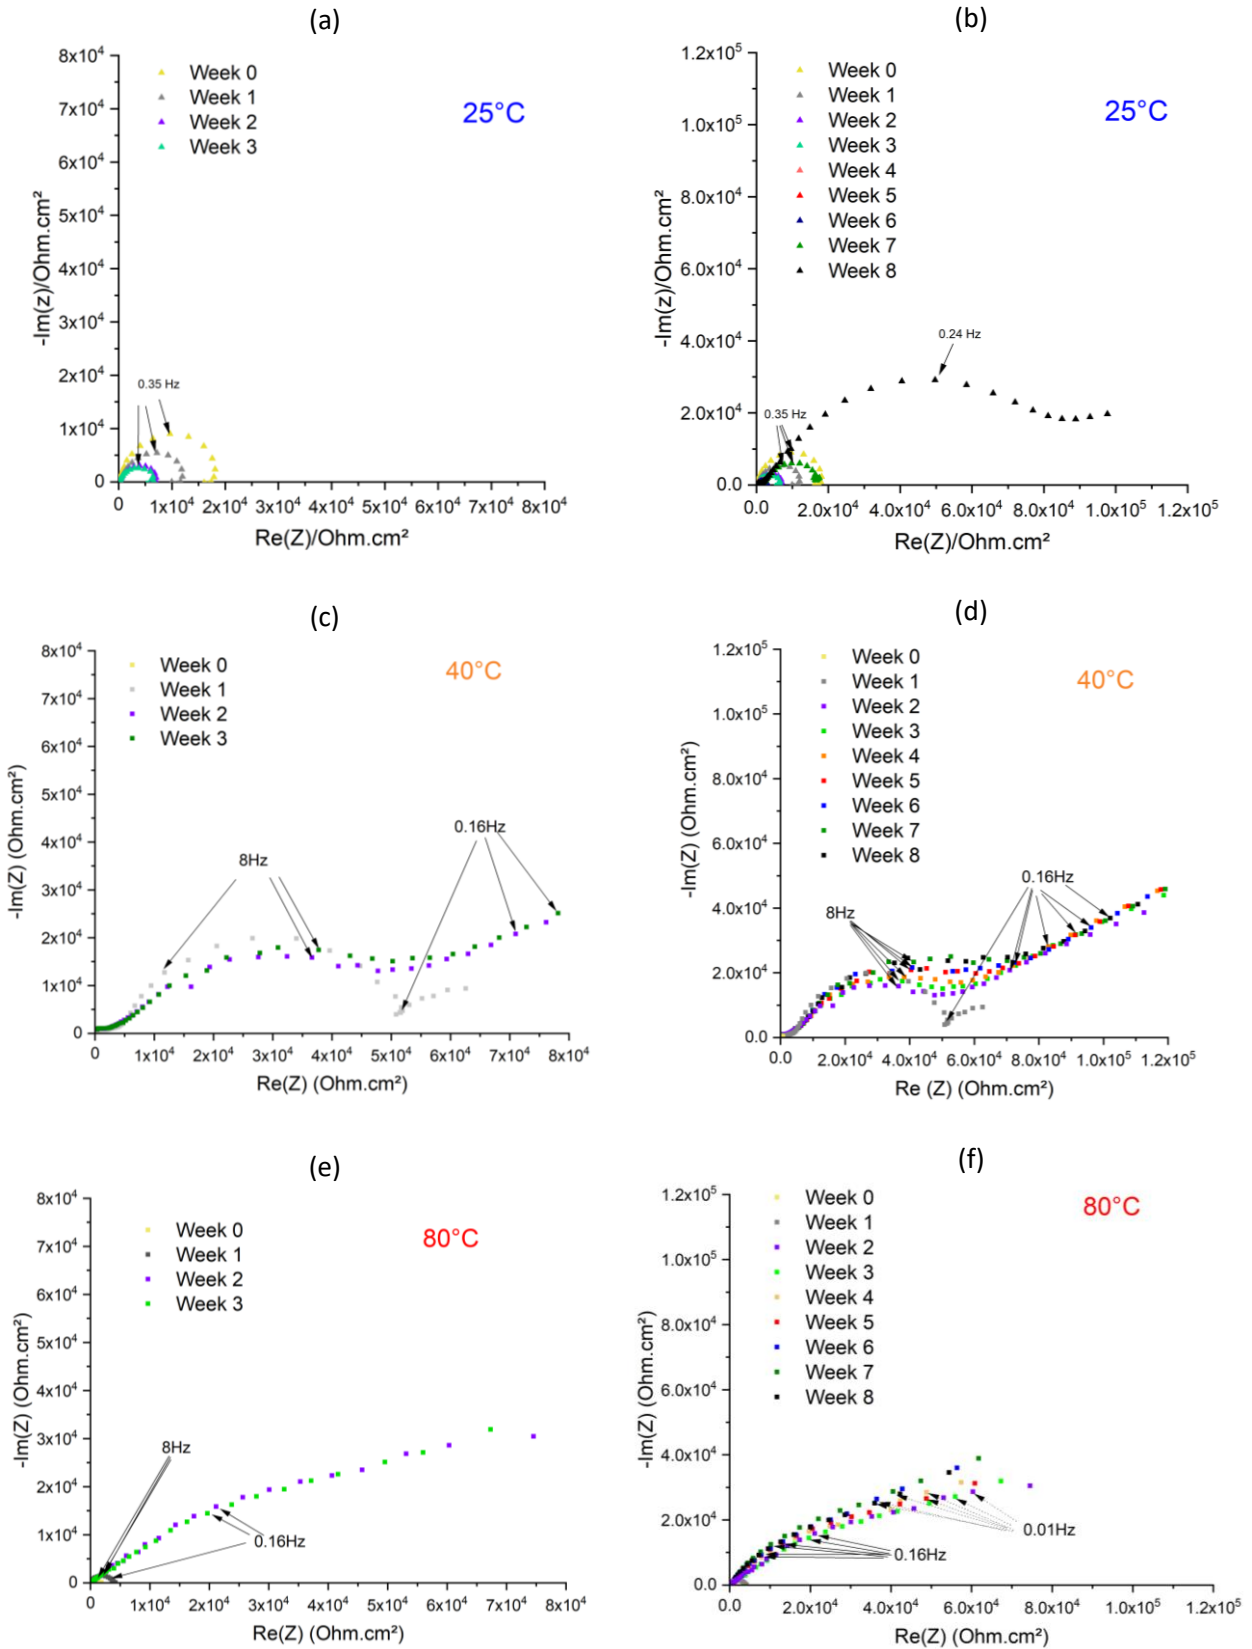 (a)
8x10⁴
7x10⁴
6x10⁴
5x10⁴
4x10⁴
3x10⁴
2x10⁴
1x10⁴
0
-Im(z)/Ohm.cm²
Week 0
Week 1
Week 2
Week 3
25°C
0.35 Hz
0 1x10⁴ 2x10⁴ 3x10⁴ 4x10⁴ 5x10⁴ 6x10⁴ 7x10⁴ 8x10⁴
Re(Z)/Ohm.cm²
(b)
1.2x10⁵
1.0x10⁵
8.0x10⁴
6.0x10⁴
4.0x10⁴
2.0x10⁴
0.0
-Im(z)/Ohm.cm²
Week 0
Week 1
Week 2
Week 3
Week 4
Week 5
Week 6
Week 7
Week 8
25°C
0.24 Hz
0.35 Hz
0.0 2.0x10⁴ 4.0x10⁴ 6.0x10⁴ 8.0x10⁴ 1.0x10⁵ 1.2x10⁵
Re(Z)/Ohm.cm²
(c)
8x10⁴
7x10⁴
6x10⁴
5x10⁴
4x10⁴
3x10⁴
2x10⁴
1x10⁴
0
-Im(Z) (Ohm.cm²)
Week 0
Week 1
Week 2
Week 3
40°C
8Hz
0.16Hz
0 1x10⁴ 2x10⁴ 3x10⁴ 4x10⁴ 5x10⁴ 6x10⁴ 7x10⁴ 8x10⁴
Re(Z) (Ohm.cm²)
(d)
1.2x10⁵
1.0x10⁵
8.0x10⁴
6.0x10⁴
4.0x10⁴
2.0x10⁴
0.0
-Im(Z) (Ohm.cm²)
Week 0
Week 1
Week 2
Week 3
Week 4
Week 5
Week 6
Week 7
Week 8
40°C
8Hz
0.16Hz
0.0 2.0x10⁴ 4.0x10⁴ 6.0x10⁴ 8.0x10⁴ 1.0x10⁵ 1.2x10⁵
Re (Z) (Ohm.cm²)
(e)
8x10⁴
7x10⁴
6x10⁴
5x10⁴
4x10⁴
3x10⁴
2x10⁴
1x10⁴
0
-Im(Z) (Ohm.cm²)
Week 0
Week 1
Week 2
Week 3
80°C
8Hz
0.16Hz
0 1x10⁴ 2x10⁴ 3x10⁴ 4x10⁴ 5x10⁴ 6x10⁴ 7x10⁴ 8x10⁴
Re(Z) (Ohm.cm²)
(f)
1.2x10⁵
1.0x10⁵
8.0x10⁴
6.0x10⁴
4.0x10⁴
2.0x10⁴
0.0
-Im(Z) (Ohm.cm²)
Week 0
Week 1
Week 2
Week 3
Week 4
Week 5
Week 6
Week 7
Week 8
80°C
0.01Hz
0.16Hz
0.0 2.0x10⁴ 4.0x10⁴ 6.0x10⁴ 8.0x10⁴ 1.0x10⁵ 1.2x10⁵
Re(Z) (Ohm.cm²)